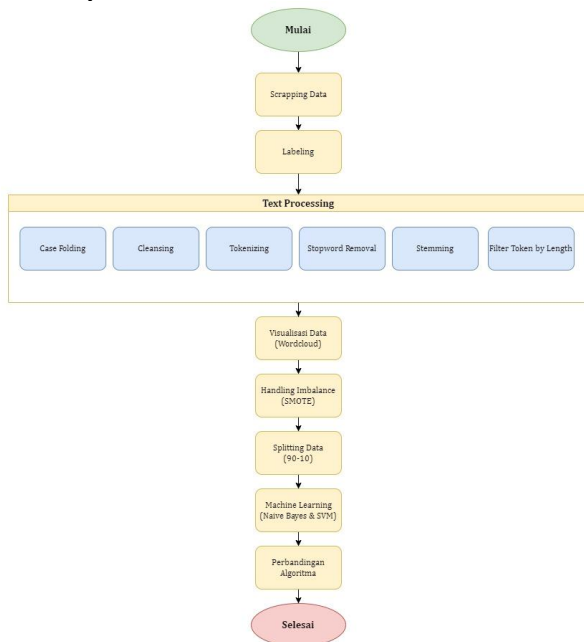 Mulai
Scrapping Data
Labeling
Text Processing
Case Folding
Cleansing
Tokenizing
Stopword Removal
Stemming
Filter Token by Length
Visualisasi Data
(Wordcloud)
Handling Imbalance
(SMOTE)
Splitting Data
(90-10)
Machine Learning
(Naive Bayes & SVM)
Perbandingan
Algoritma
Selesai